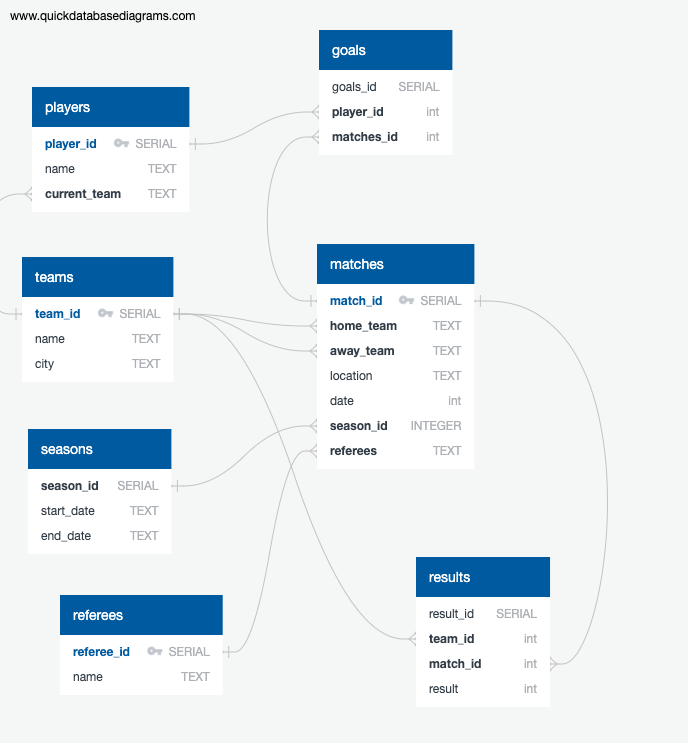 www.quickdatabasediagrams.com
goals
goals_id SERIAL
player_id int
matches_id int
players
player_id SERIAL
name TEXT
current_team TEXT
teams
team_id SERIAL
name TEXT
city TEXT
matches
match_id SERIAL
home_team TEXT
away_team TEXT
location TEXT
date int
season_id INTEGER
referees TEXT
seasons
season_id SERIAL
start_date TEXT
end_date TEXT
referees
referee_id SERIAL
name TEXT
results
result_id SERIAL
team_id int
match_id int
result int